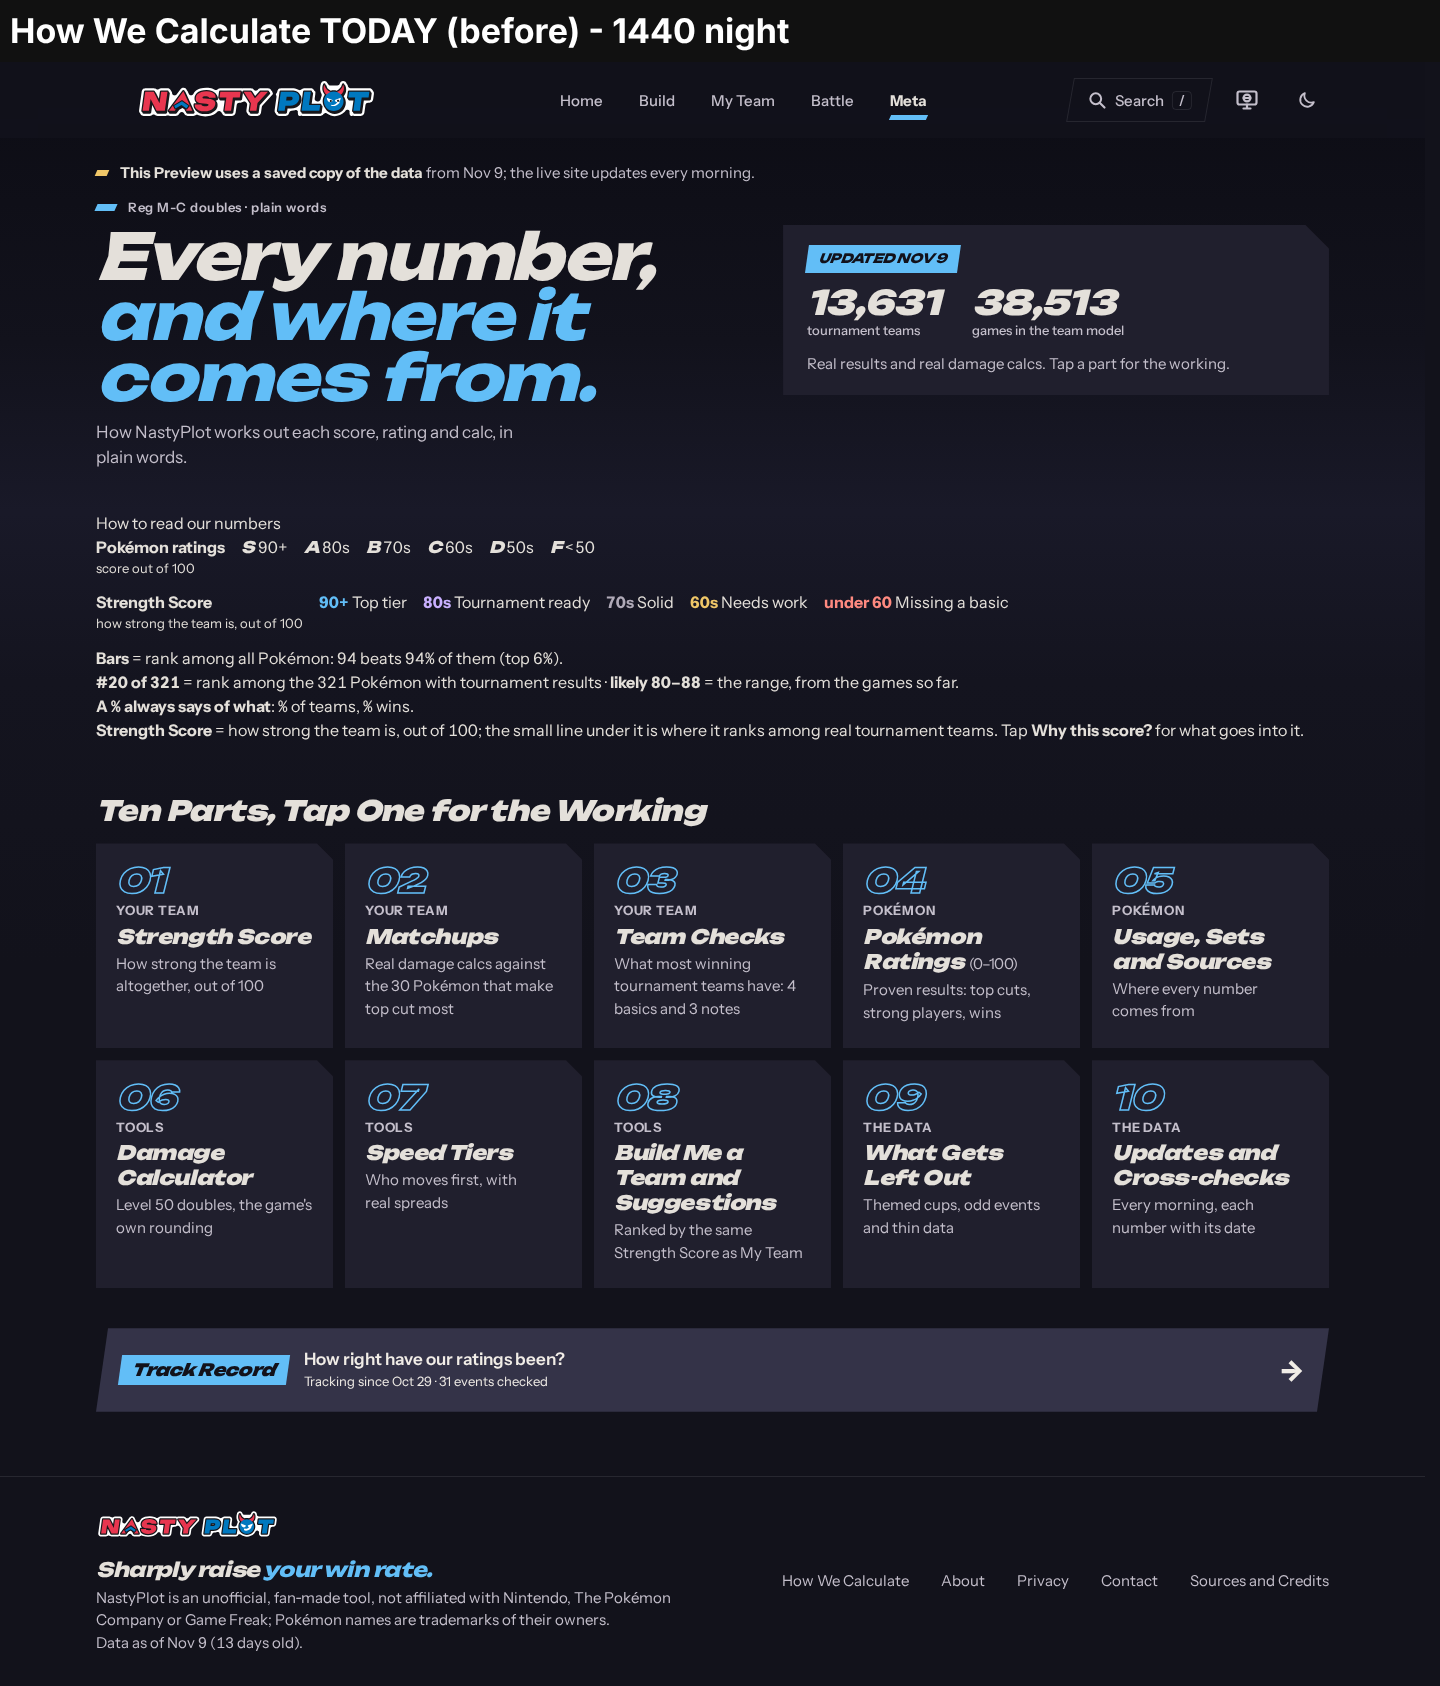 How We Calculate TODAY (before) - 1440 night
NASTY PLOT
Home Build My Team Battle Meta
Search /
This Preview uses a saved copy of the data from Nov 9; the live site updates every morning.
Reg M-C doubles · plain words
Every number,
and where it
comes from.
How NastyPlot works out each score, rating and calc, in
plain words.
UPDATED NOV 9
13,631 38,513
tournament teams games in the team model
Real results and real damage calcs. Tap a part for the working.
How to read our numbers
Pokémon ratings S 90+ A 80s B 70s C 60s D 50s F <50
score out of 100
Strength Score 90+ Top tier 80s Tournament ready 70s Solid 60s Needs work under 60 Missing a basic
how strong the team is, out of 100
Bars = rank among all Pokémon: 94 beats 94% of them (top 6%).
#20 of 321 = rank among the 321 Pokémon with tournament results · likely 80–88 = the range, from the games so far.
A % always says of what: % of teams, % wins.
Strength Score = how strong the team is, out of 100; the small line under it is where it ranks among real tournament teams. Tap Why this score? for what goes into it.
Ten Parts, Tap One for the Working
01
YOUR TEAM
Strength Score
How strong the team is
altogether, out of 100
02
YOUR TEAM
Matchups
Real damage calcs against
the 30 Pokémon that make
top cut most
03
YOUR TEAM
Team Checks
What most winning
tournament teams have: 4
basics and 3 notes
04
POKÉMON
Pokémon
Ratings (0–100)
Proven results: top cuts,
strong players, wins
05
POKÉMON
Usage, Sets
and Sources
Where every number
comes from
06
TOOLS
Damage
Calculator
Level 50 doubles, the game's
own rounding
07
TOOLS
Speed Tiers
Who moves first, with
real spreads
08
TOOLS
Build Me a
Team and
Suggestions
Ranked by the same
Strength Score as My Team
09
THE DATA
What Gets
Left Out
Themed cups, odd events
and thin data
10
THE DATA
Updates and
Cross-checks
Every morning, each
number with its date
Track Record
How right have our ratings been?
Tracking since Oct 29 · 31 events checked
NASTY PLOT
Sharply raise your win rate.
NastyPlot is an unofficial, fan-made tool, not affiliated with Nintendo, The Pokémon
Company or Game Freak; Pokémon names are trademarks of their owners.
Data as of Nov 9 (13 days old).
How We Calculate About Privacy Contact Sources and Credits